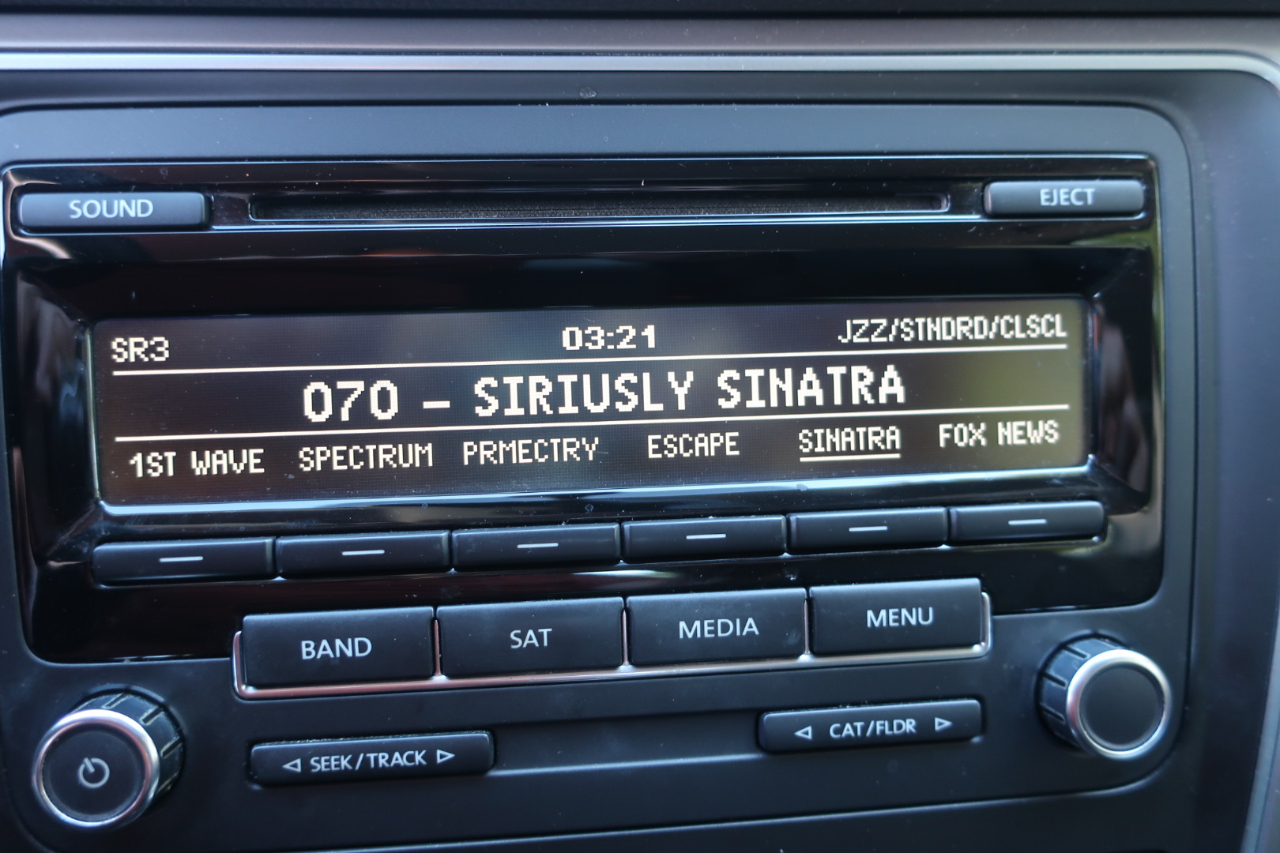 SOUND EJECT
SR3 03:21 JZZ/STNDRD/CLSCL
070 - SIRIUSLY SINATRA
1ST WAVE SPECTRUM PRMECTRY ESCAPE SINATRA FOX NEWS
BAND SAT MEDIA MENU
SEEK/TRACK CAT/FLDR